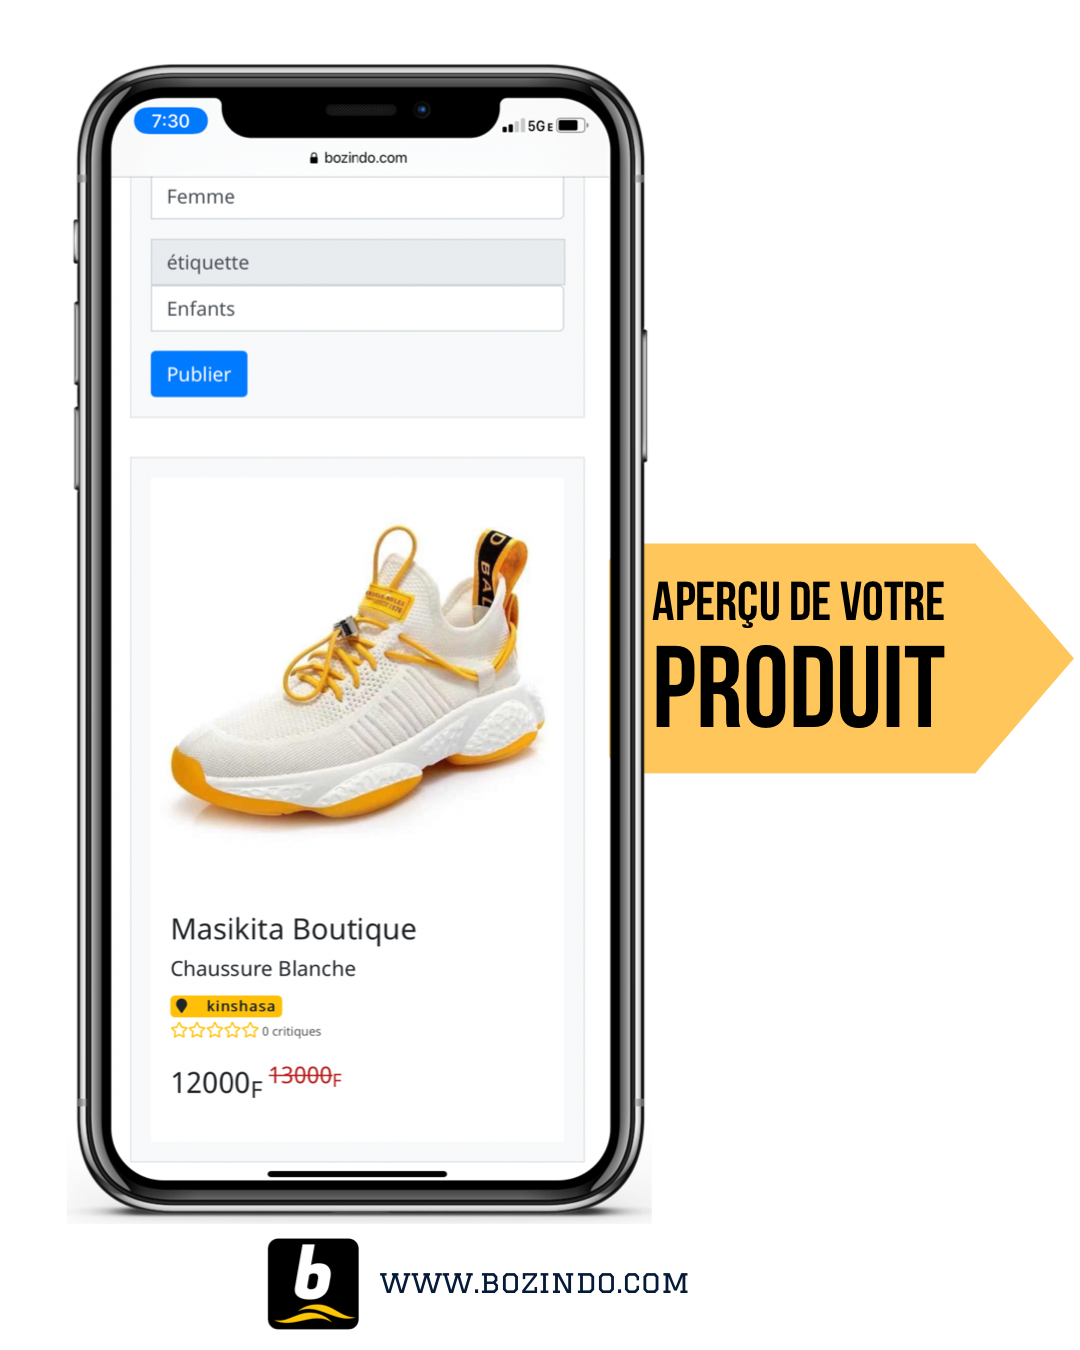 7:30
5G E
bozindo.com
Femme
étiquette
Enfants
Publier
D
BAL
Masikita Boutique
Chaussure Blanche
kinshasa
0 critiques
12000F 13000F
APERÇU DE VOTRE
PRODUIT
b
WWW.BOZINDO.COM